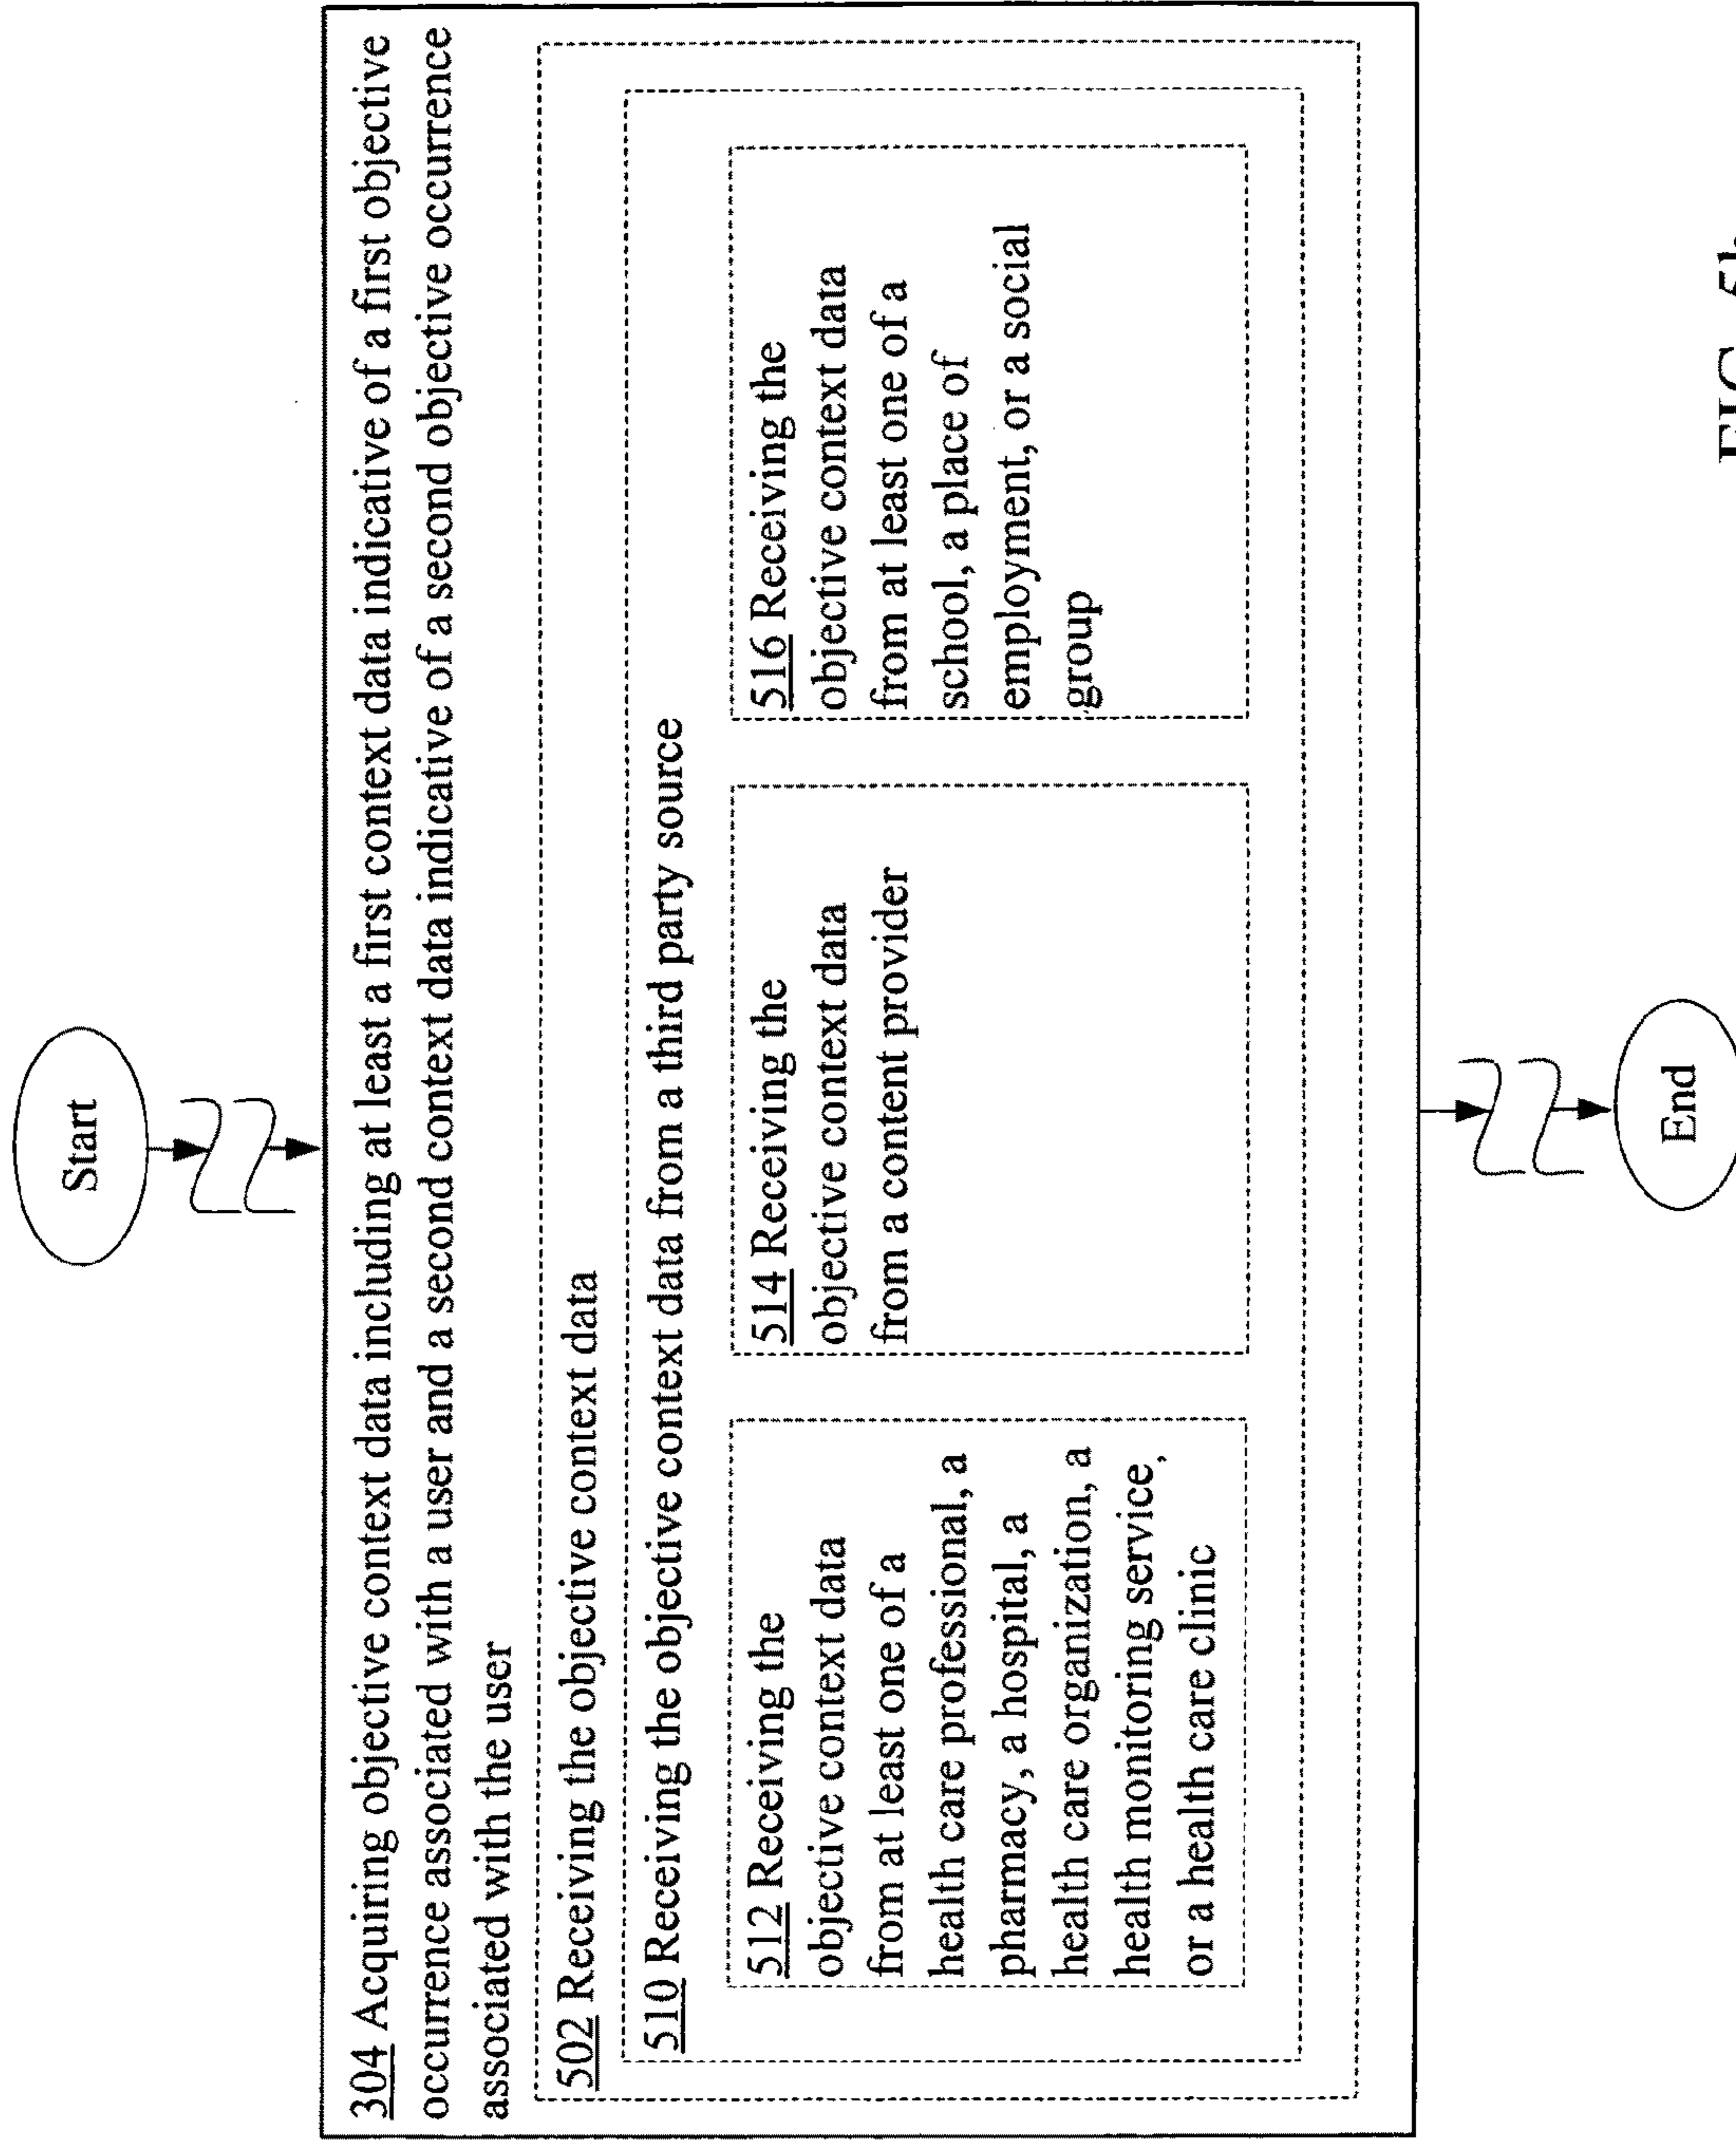 Start
304 Acquiring objective context data including at least a first context data indicative of a first objective
occurrence associated with a user and a second context data indicative of a second objective occurrence
associated with the user
502 Receiving the objective context data
510 Receiving the objective context data from a third party source
512 Receiving the
objective context data
from at least one of a
health care professional, a
pharmacy, a hospital, a
health care organization, a
health monitoring service,
or a health care clinic
514 Receiving the
objective context data
from a content provider
516 Receiving the
objective context data
from at least one of a
school, a place of
employment, or a social
group
End
FIG. 5b